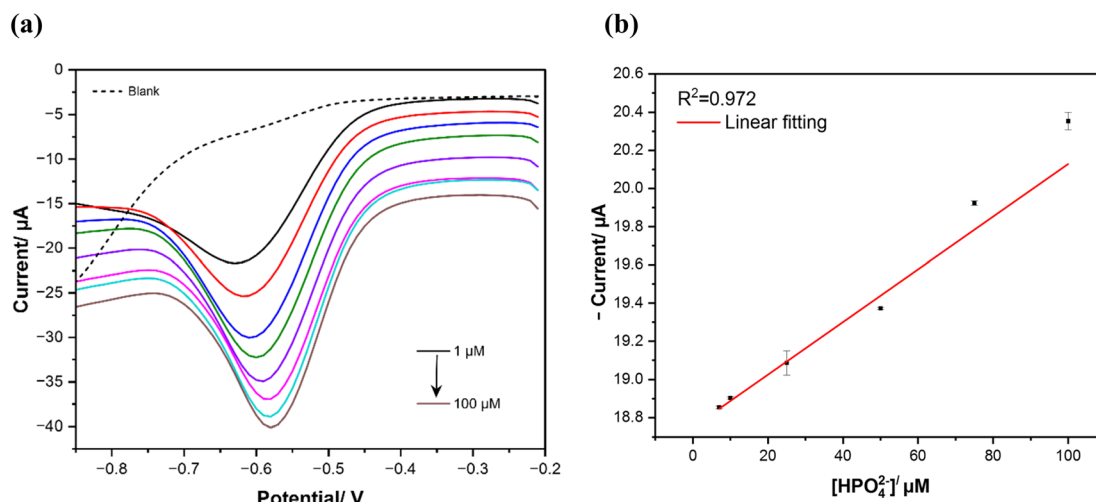 (a)
0
−5
−10
−15
−20
−25
−30
−35
−40
Current/ µA
Blank
1 µM
100 µM
−0.8
−0.7
−0.6
−0.5
−0.4
−0.3
−0.2
Potential/ V
(b)
20.6
20.4
20.2
20.0
19.8
19.6
19.4
19.2
19.0
18.8
− Current/ µA
R²=0.972
Linear fitting
0
20
40
60
80
100
[HPO₄²⁻]/ µM